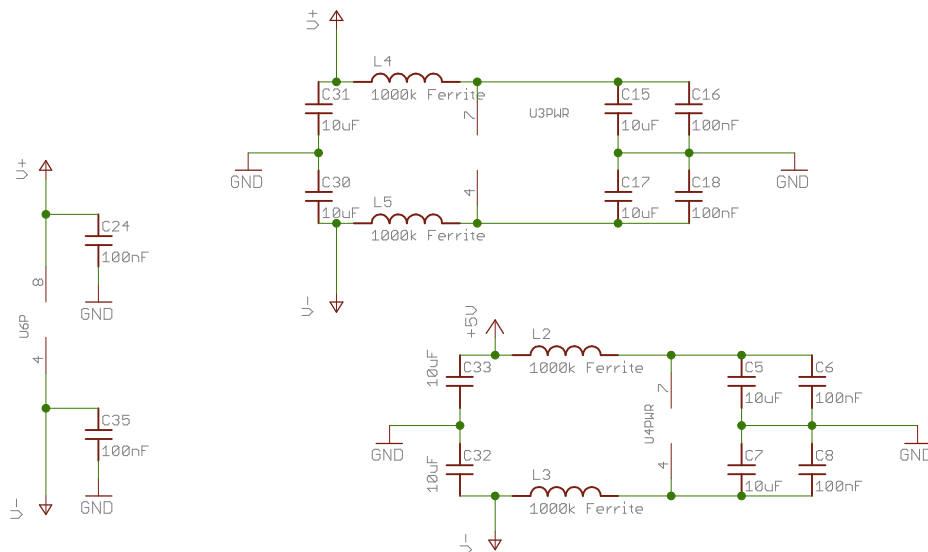 V+
L4
C31
1000k Ferrite
C15
C16
10uF
7
U3PWR
10uF
100nF
GND
GND
C30
4
C17
C18
10uF
L5
10uF
100nF
1000k Ferrite
V-
V+
C24
100nF
8
GND
U6P
4
C35
100nF
V-
GND
+5V
L2
10uF
C33
1000k Ferrite
C5
C6
7
10uF
100nF
U4PWR
GND
GND
10uF
C32
4
C7
C8
L3
10uF
100nF
1000k Ferrite
V-